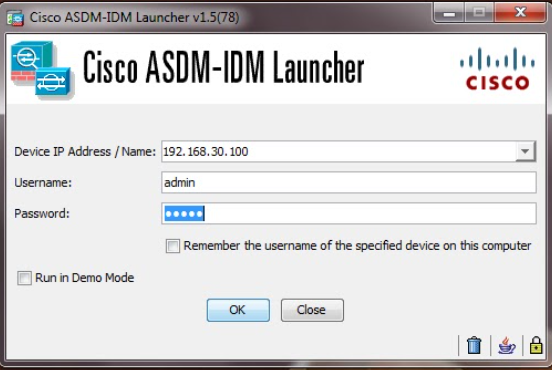 Cisco ASDM-IDM Launcher v1.5(78)
Cisco ASDM-IDM Launcher
CISCO
Device IP Address / Name: 192.168.30.100
Username: admin
Password: •••••
Remember the username of the specified device on this computer
Run in Demo Mode
OK Close